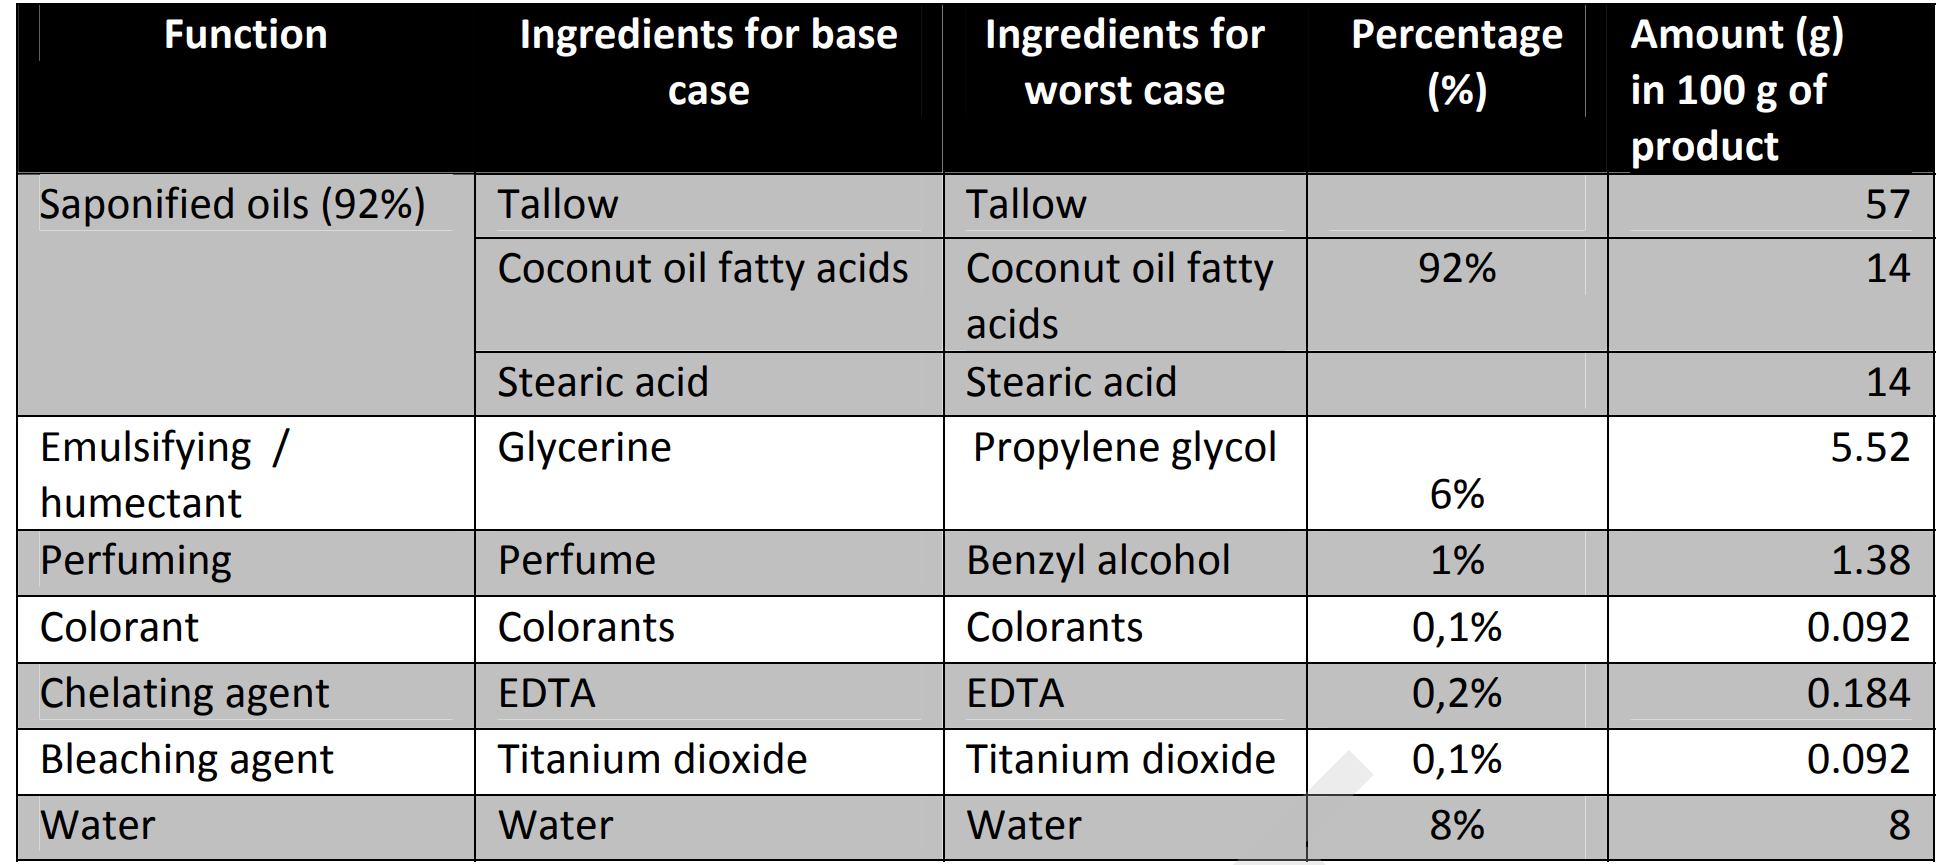 Function Ingredients for base case Ingredients for worst case Percentage (%) Amount (g) in 100 g of product
Saponified oils (92%) Tallow Tallow 57
Coconut oil fatty acids Coconut oil fatty acids 92% 14
Stearic acid Stearic acid 14
Emulsifying / humectant Glycerine Propylene glycol 6% 5.52
Perfuming Perfume Benzyl alcohol 1% 1.38
Colorant Colorants Colorants 0,1% 0.092
Chelating agent EDTA EDTA 0,2% 0.184
Bleaching agent Titanium dioxide Titanium dioxide 0,1% 0.092
Water Water Water 8% 8